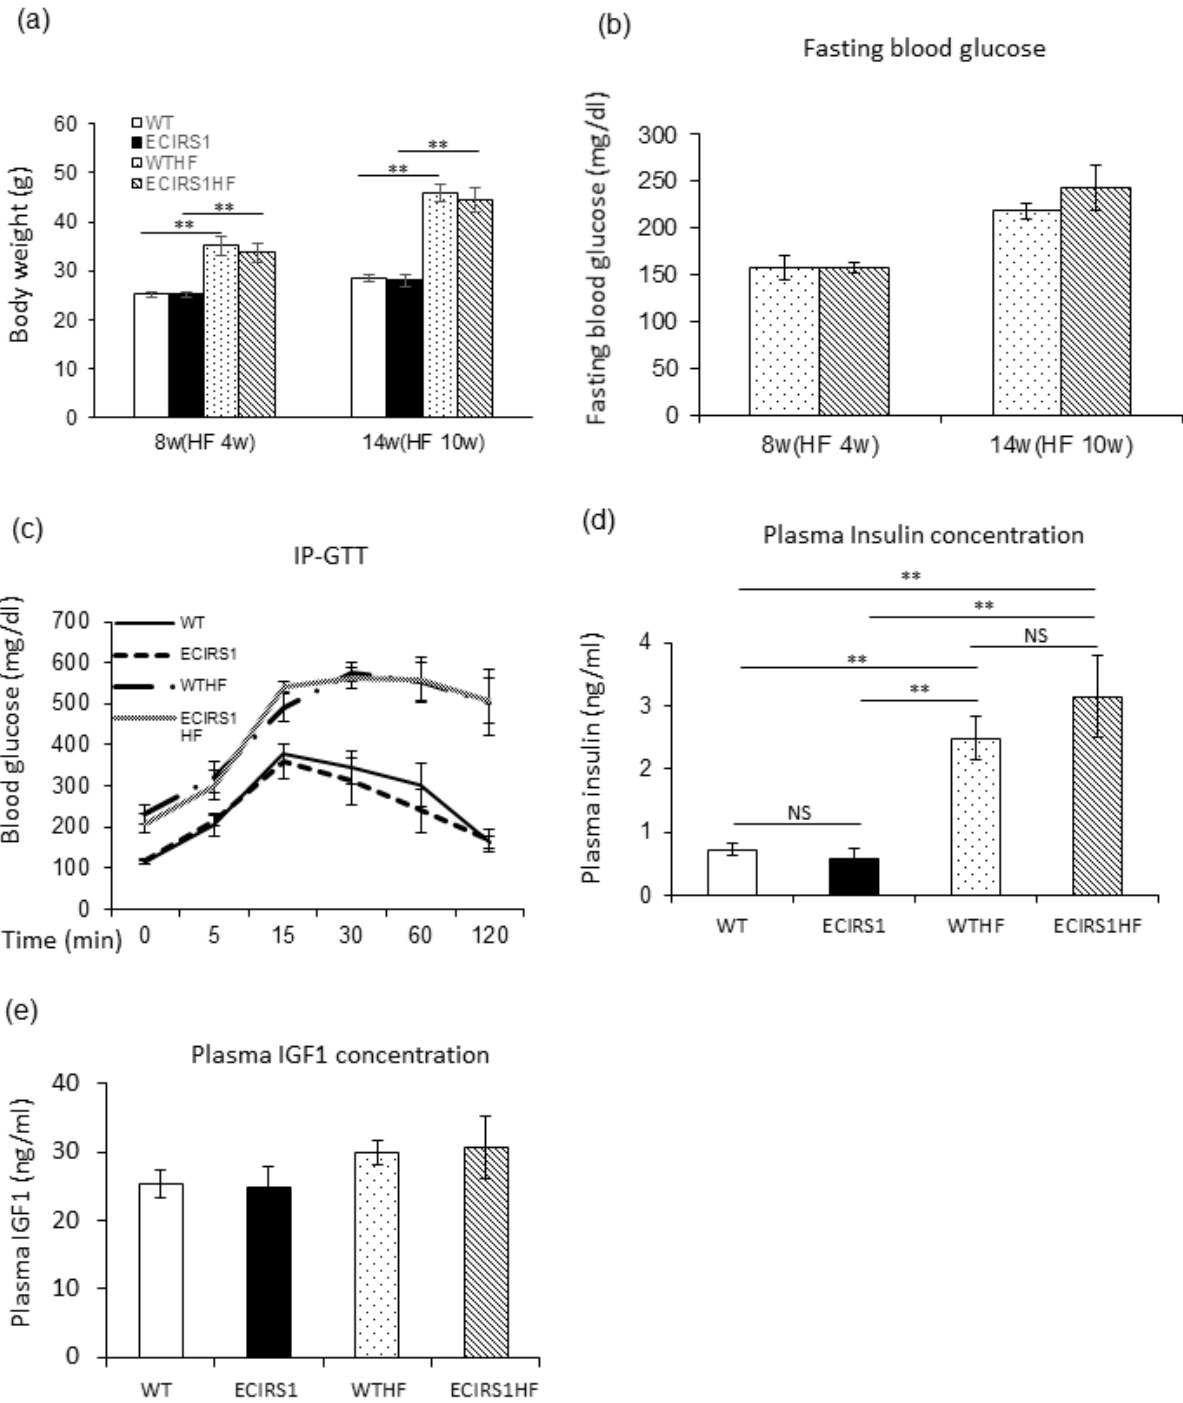 (a)
60
50
40
30
20
10
0
Body weight (g)
WT
ECIRS1
WTHF
ECIRS1HF
**
**
**
**
8w(HF 4w)
14w(HF 10w)
(b)
Fasting blood glucose
Fasting blood glucose (mg/dl)
300
250
200
150
100
50
0
8w(HF 4w)
14w(HF 10w)
(c)
IP-GTT
Blood glucose (mg/dl)
700
600
500
400
300
200
100
0
WT
ECIRS1
WTHF
ECIRS1
HF
Time (min) 0 5 15 30 60 120
(d)
Plasma Insulin concentration
Plasma insulin (ng/ml)
**
**
NS
**
**
NS
4
3
2
1
0
WT ECIRS1 WTHF ECIRS1HF
(e)
Plasma IGF1 concentration
Plasma IGF1 (ng/ml)
40
30
20
10
0
WT ECIRS1 WTHF ECIRS1HF